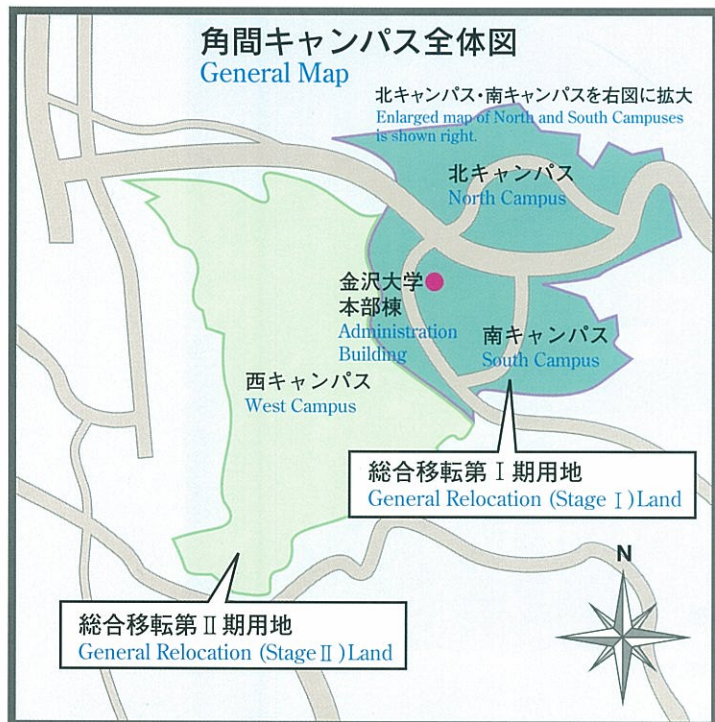 角間キャンパス全体図
General Map
北キャンパス・南キャンパスを右図に拡大
Enlarged map of North and South Campuses
is shown right.
北キャンパス
North Campus
金沢大学
本部棟
Administration
Building
南キャンパス
South Campus
西キャンパス
West Campus
総合移転第Ⅰ期用地
General Relocation (Stage Ⅰ)Land
N
総合移転第Ⅱ期用地
General Relocation (StageⅡ)Land